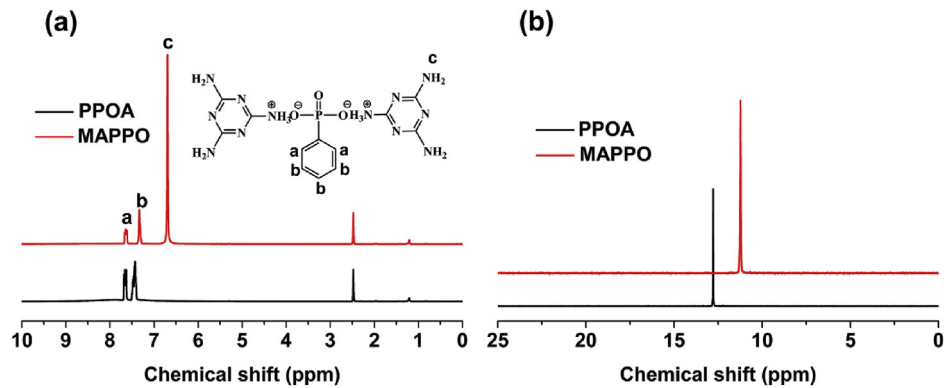 (a)
c
PPOA
MAPPO
NH₂
N
N
N
H₂N
⊕
NH₃
⊖
O
O
P
⊖
O
⊕
H₃N
N
N
N
c
NH₂
NH₂
H₂N
a
a
b
b
b
a
b
10 9 8 7 6 5 4 3 2 1 0
Chemical shift (ppm)
(b)
PPOA
MAPPO
25 20 15 10 5 0
Chemical shift (ppm)